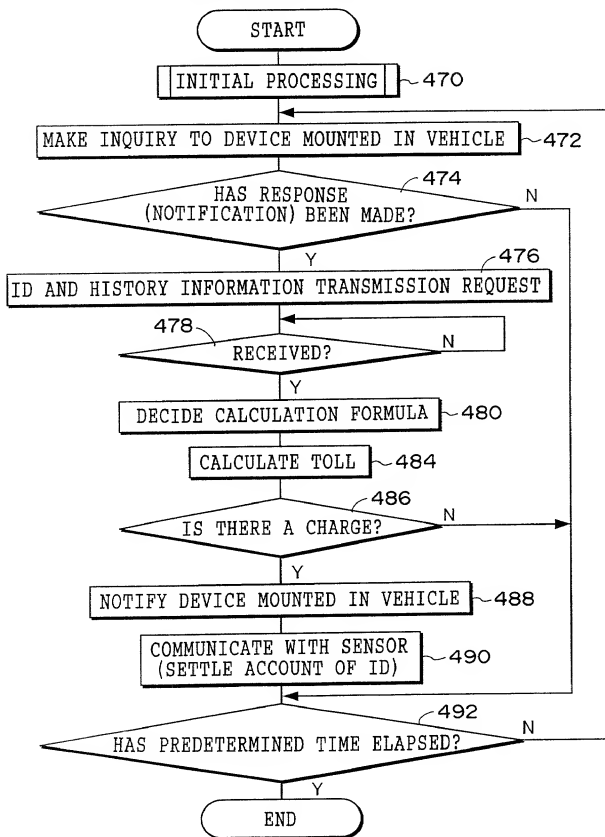 START
INITIAL PROCESSING
470
MAKE INQUIRY TO DEVICE MOUNTED IN VEHICLE
472
474
HAS RESPONSE
(NOTIFICATION) BEEN MADE?
N
Y
476
ID AND HISTORY INFORMATION TRANSMISSION REQUEST
478
RECEIVED?
N
Y
DECIDE CALCULATION FORMULA
480
CALCULATE TOLL
484
486
IS THERE A CHARGE?
N
Y
NOTIFY DEVICE MOUNTED IN VEHICLE
488
COMMUNICATE WITH SENSOR
(SETTLE ACCOUNT OF ID)
490
492
HAS PREDETERMINED TIME ELAPSED?
N
Y
END